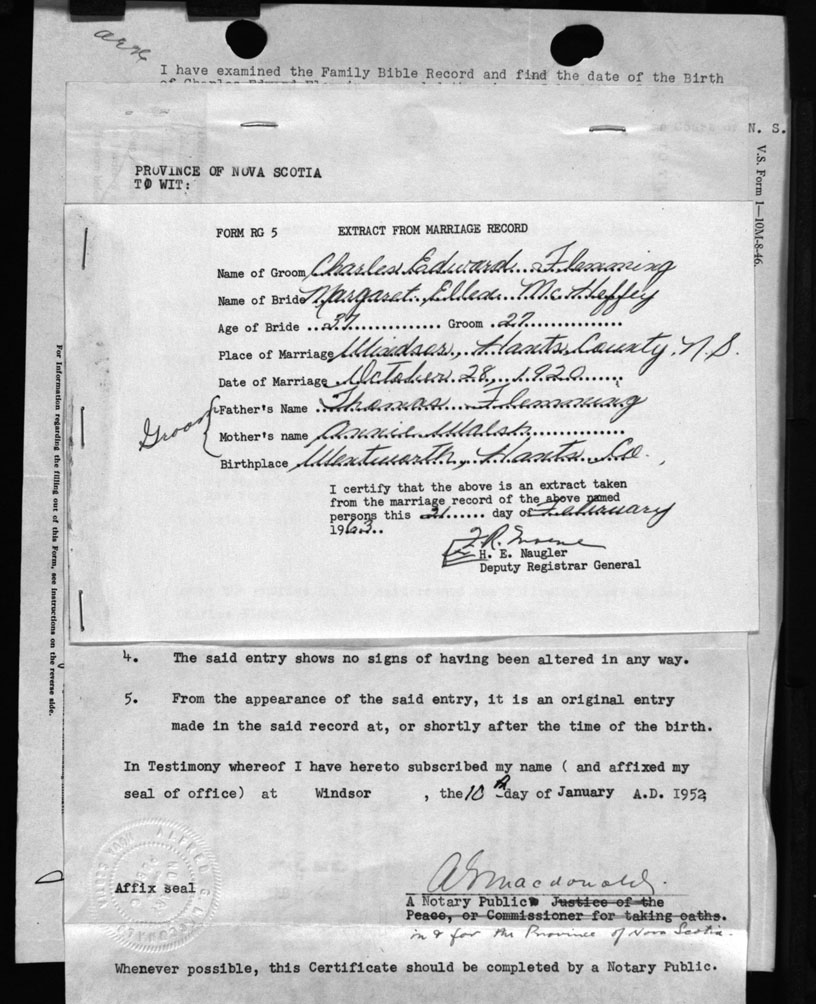 I have examined the Family Bible Record and find the date of the Birth
of Charles Edward
N. S.
V.S. Form 1—10M-8-46.
PROVINCE OF NOVA SCOTIA
TO WIT:
FORM RG 5 EXTRACT FROM MARRIAGE RECORD
Name of Groom Charles Edward Flemming
Name of Bride Margaret Ellen McHeffey
Age of Bride ..37................ Groom .27................
Place of Marriage Windsor, Hants County, N.S.
Date of Marriage October 28, 1920
Groom { Father's Name ..Thomas Flemming
Mother's name Annie Walsh
Birthplace Wentworth, Hants Co.
I certify that the above is an extract taken
from the marriage record of the above named
persons this 21...... day of February
1963..
H. E. Naugler
Deputy Registrar General
For Information regarding the filling out of this Form, see instructions on the reverse side.
4. The said entry shows no signs of having been altered in any way.
5. From the appearance of the said entry, it is an original entry
made in the said record at, or shortly after the time of the birth.
In Testimony whereof I have hereto subscribed my name ( and affixed my
seal of office) at Windsor , the 10th day of January A.D. 1952
Affix seal
A Notary Public Justice of the
Peace, or Commissioner for taking oaths.
in & for the Province of Nova Scotia.
Whenever possible, this Certificate should be completed by a Notary Public.